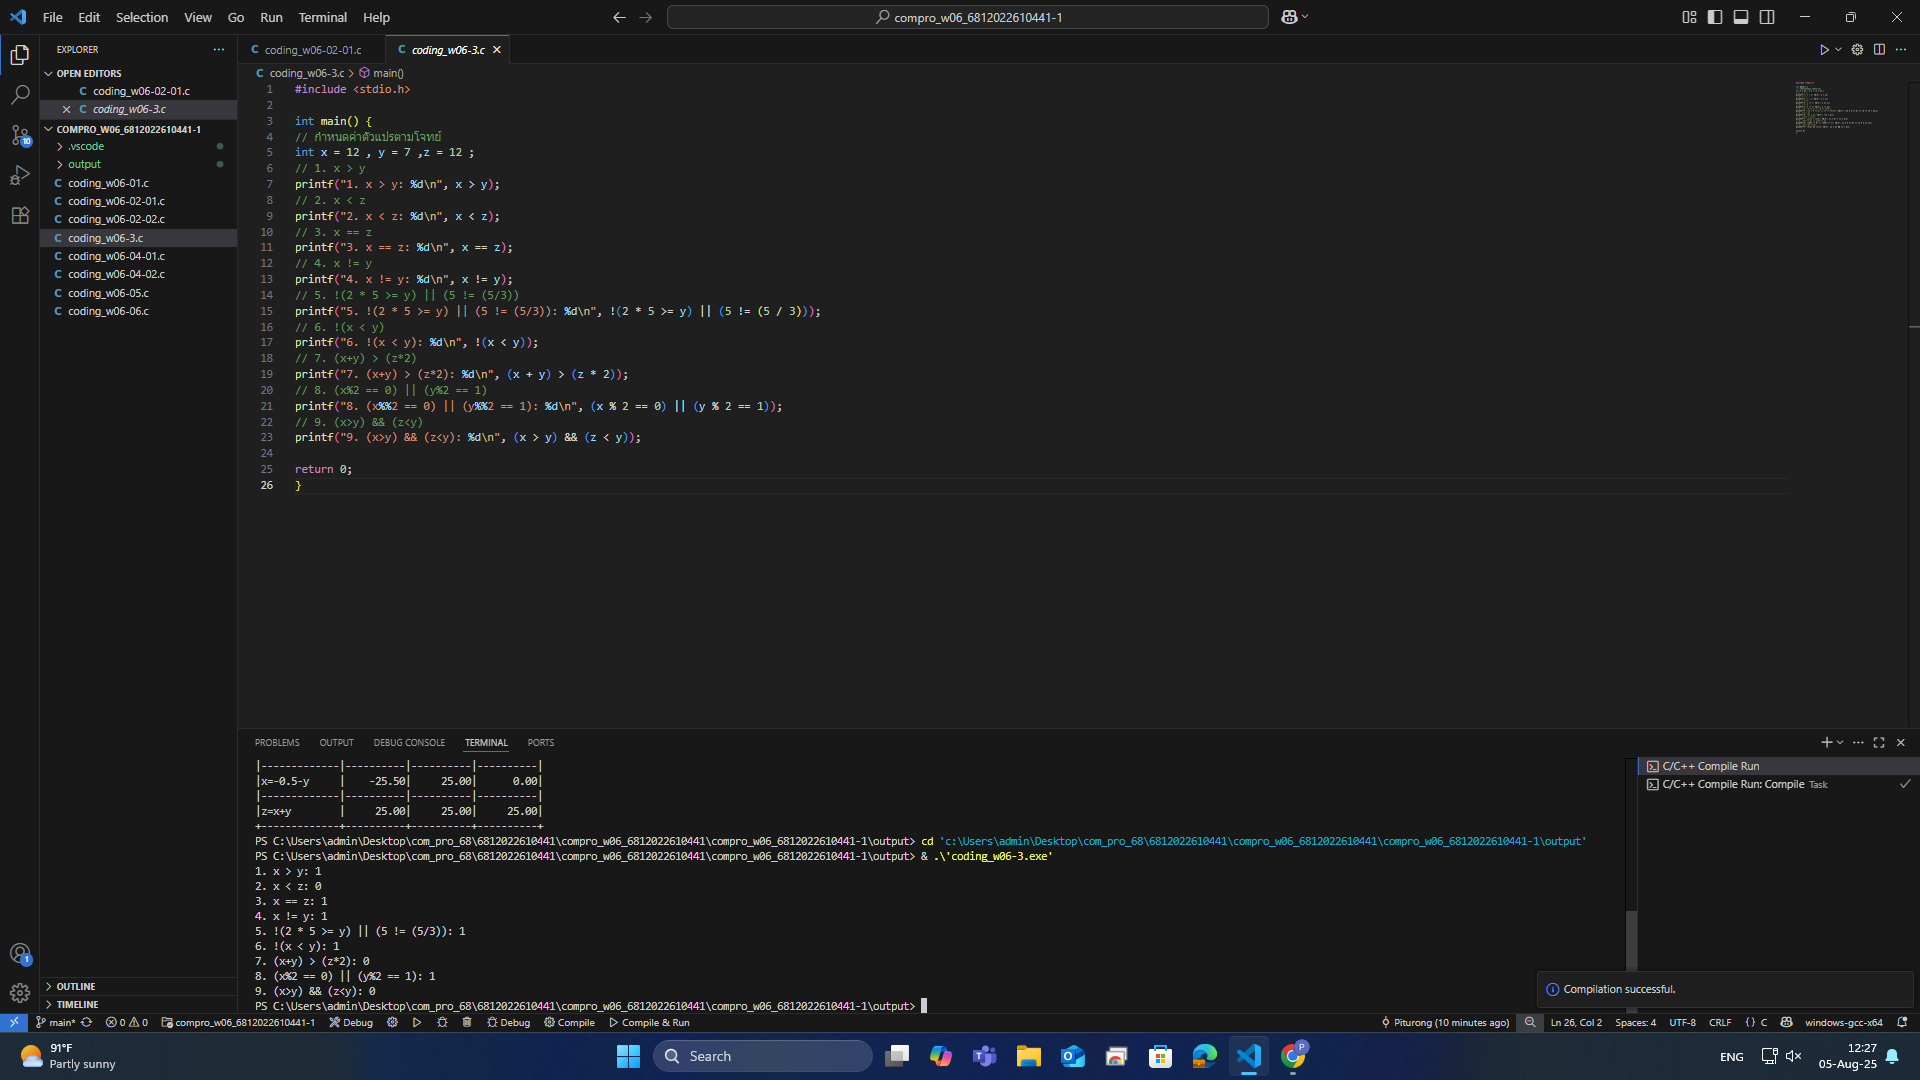 File Edit Selection View Go Run Terminal Help
compro_w06_6812022610441-1
EXPLORER
OPEN EDITORS
coding_w06-02-01.c
coding_w06-3.c
COMPRO_W06_6812022610441-1
.vscode
output
coding_w06-01.c
coding_w06-02-01.c
coding_w06-02-02.c
coding_w06-3.c
coding_w06-04-01.c
coding_w06-04-02.c
coding_w06-05.c
coding_w06-06.c
OUTLINE
TIMELINE
C coding_w06-02-01.c C coding_w06-3.c
C coding_w06-3.c > main()
1 #include <stdio.h>
2
3 int main() {
4 // กำหนดค่าตัวแปรตามโจทย์
5 int x = 12 , y = 7 ,z = 12 ;
6 // 1. x > y
7 printf("1. x > y: %d\n", x > y);
8 // 2. x < z
9 printf("2. x < z: %d\n", x < z);
10 // 3. x == z
11 printf("3. x == z: %d\n", x == z);
12 // 4. x != y
13 printf("4. x != y: %d\n", x != y);
14 // 5. !(2 * 5 >= y) || (5 != (5/3))
15 printf("5. !(2 * 5 >= y) || (5 != (5/3)): %d\n", !(2 * 5 >= y) || (5 != (5 / 3)));
16 // 6. !(x < y)
17 printf("6. !(x < y): %d\n", !(x < y));
18 // 7. (x+y) > (z*2)
19 printf("7. (x+y) > (z*2): %d\n", (x + y) > (z * 2));
20 // 8. (x%2 == 0) || (y%2 == 1)
21 printf("8. (x%%2 == 0) || (y%%2 == 1): %d\n", (x % 2 == 0) || (y % 2 == 1));
22 // 9. (x>y) && (z<y)
23 printf("9. (x>y) && (z<y): %d\n", (x > y) && (z < y));
24
25 return 0;
26 }
PROBLEMS OUTPUT DEBUG CONSOLE TERMINAL PORTS
|-------------|----------|----------|----------|
|x=-0.5-y     |    -25.50|     25.00|      0.00|
|-------------|----------|----------|----------|
|z=x+y        |     25.00|     25.00|     25.00|
+-------------+----------+----------+----------+
PS C:\Users\admin\Desktop\com_pro_68\6812022610441\compro_w06_6812022610441\compro_w06_6812022610441-1\output> cd 'c:\Users\admin\Desktop\com_pro_68\6812022610441\compro_w06_6812022610441\compro_w06_6812022610441-1\output'
PS C:\Users\admin\Desktop\com_pro_68\6812022610441\compro_w06_6812022610441\compro_w06_6812022610441-1\output> & .\'coding_w06-3.exe'
1. x > y: 1
2. x < z: 0
3. x == z: 1
4. x != y: 1
5. !(2 * 5 >= y) || (5 != (5/3)): 1
6. !(x < y): 1
7. (x+y) > (z*2): 0
8. (x%2 == 0) || (y%2 == 1): 1
9. (x>y) && (z<y): 0
PS C:\Users\admin\Desktop\com_pro_68\6812022610441\compro_w06_6812022610441\compro_w06_6812022610441-1\output>
C/C++ Compile Run
C/C++ Compile Run: Compile Task
Compilation successful.
main* 0 0 compro_w06_6812022610441-1 Debug Debug Compile Compile & Run
Piturong (10 minutes ago) Ln 26, Col 2 Spaces: 4 UTF-8 CRLF {} C windows-gcc-x64
91°F
Partly sunny
Search
ENG
12:27
05-Aug-25